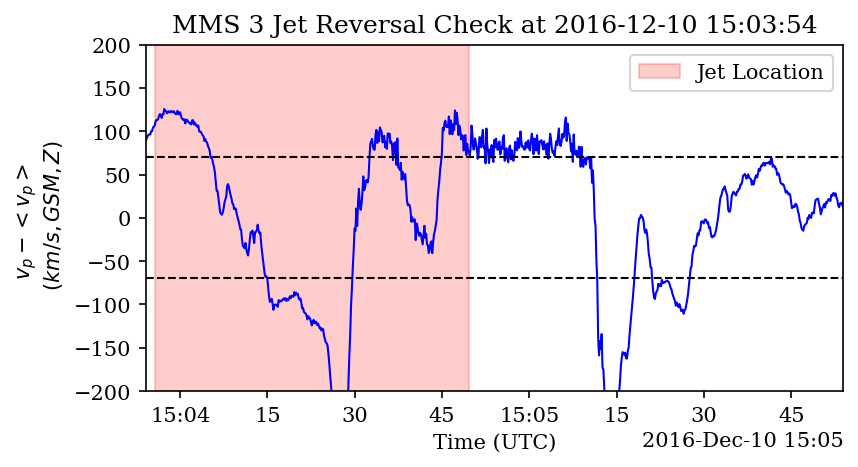 MMS 3 Jet Reversal Check at 2016-12-10 15:03:54
200
150
100
50
0
−50
−100
−150
−200
v_p − < v_p >
(km/s, GSM, Z)
Jet Location
15:04 15 30 45 15:05 15 30 45
Time (UTC)
2016-Dec-10 15:05